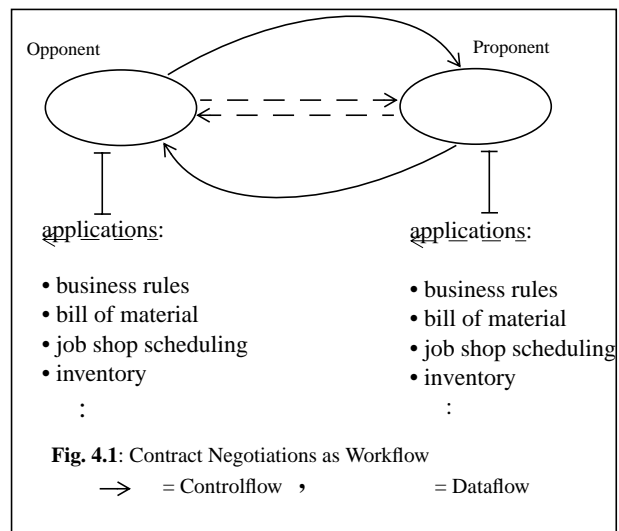 Opponent
Proponent
applications:
• business rules
• bill of material
• job shop scheduling
• inventory
:
applications:
• business rules
• bill of material
• job shop scheduling
• inventory
:
Fig. 4.1: Contract Negotiations as Workflow
= Controlflow , = Dataflow